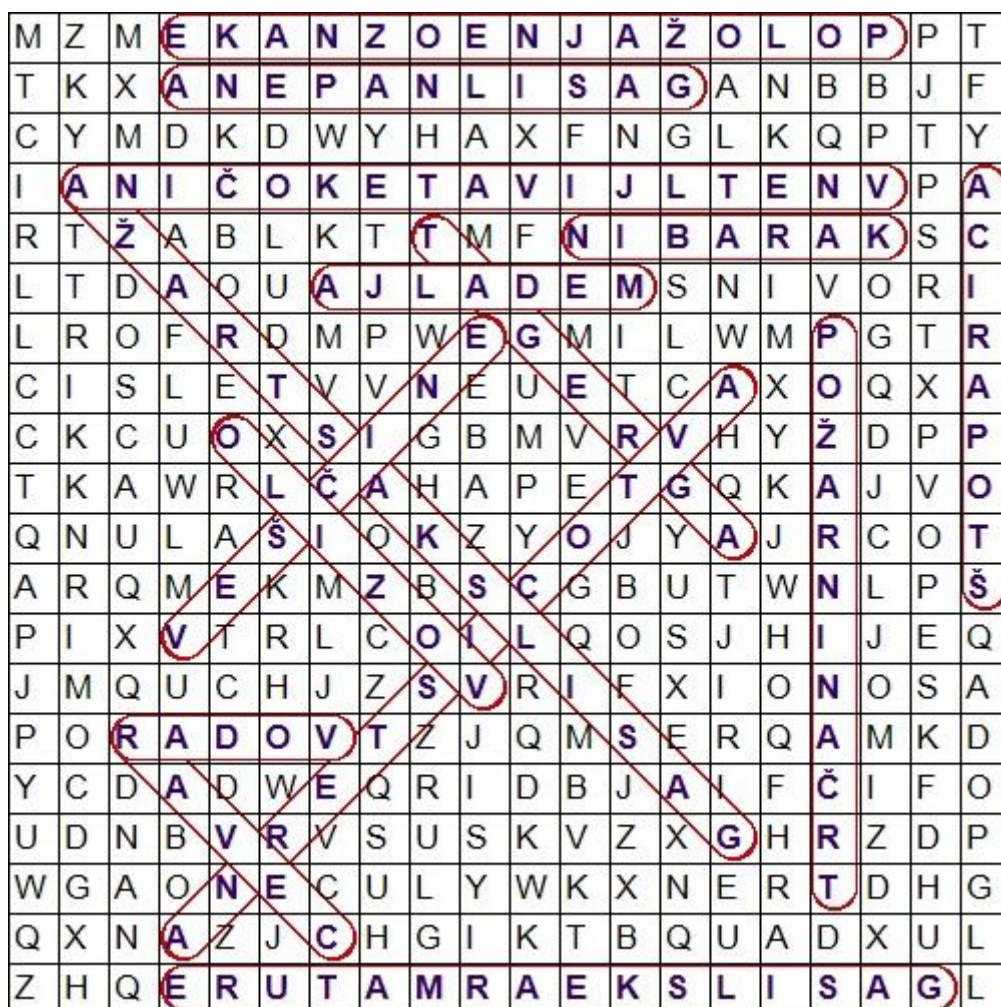 M Z M E K A N Z O E N J A Ž O L O P P T
T K X A N E P A N L I S A G A N B B J F
C Y M D K D W Y H A X F N G L K Q P T Y
I A N I Č O K E T A V I J L T E N V P A
R T Ž A B L K T T M F N I B A R A K S C
L T D A O U A J L A D E M S N I V O R I
L R O F R D M P W E G M I L W M P G T R
C I S L E T V V N E U E T C A X O Q X A
C K C U O X S I G B M V R V H Y Ž D P P
T K A W R L Č A H A P E T G Q K A J V O
Q N U L A Š I O K Z Y O J Y A J R C O T
A R Q M E K M Z B S C G B U T W N L P Š
P I X V T R L C O I L Q O S J H I J E Q
J M Q U C H J Z S V R I F X I O N O S A
P O R A D O V T Z J Q M S E R Q A M K D
Y C D A D W E Q R I D B J A I F Č I F O
U D N B V R V S U S K V Z X G H R Z D P
W G A O N E C U L Y W K X N E R T D H G
Q X N A Z J C H G I K T B Q U A D X U L
Z H Q E R U T A M R A E K S L I S A G L